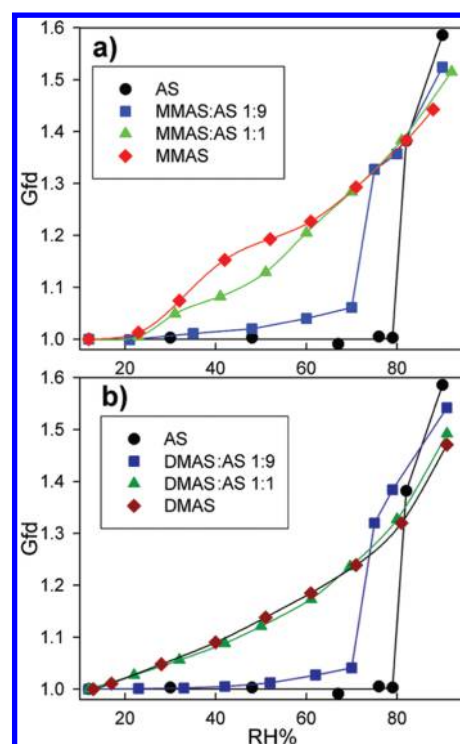 a)
1.6
1.5
1.4
1.3
1.2
1.1
1.0
Gfd
AS
MMAS:AS 1:9
MMAS:AS 1:1
MMAS
20 40 60 80
b)
1.6
1.5
1.4
1.3
1.2
1.1
1.0
Gfd
AS
DMAS:AS 1:9
DMAS:AS 1:1
DMAS
20 40 60 80
RH%